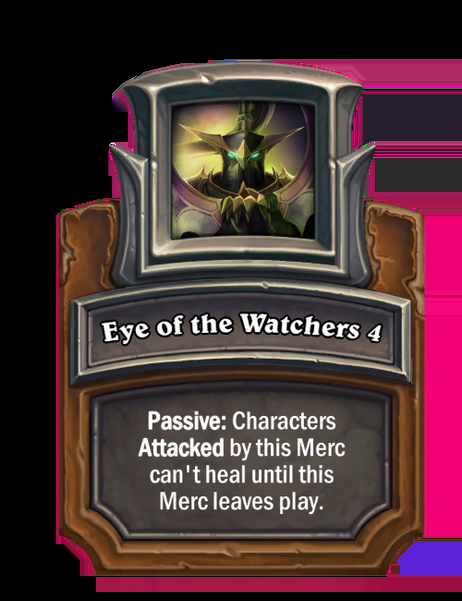 Eye of the Watchers 4
Passive: Characters
Attacked by this Merc
can't heal until this
Merc leaves play.